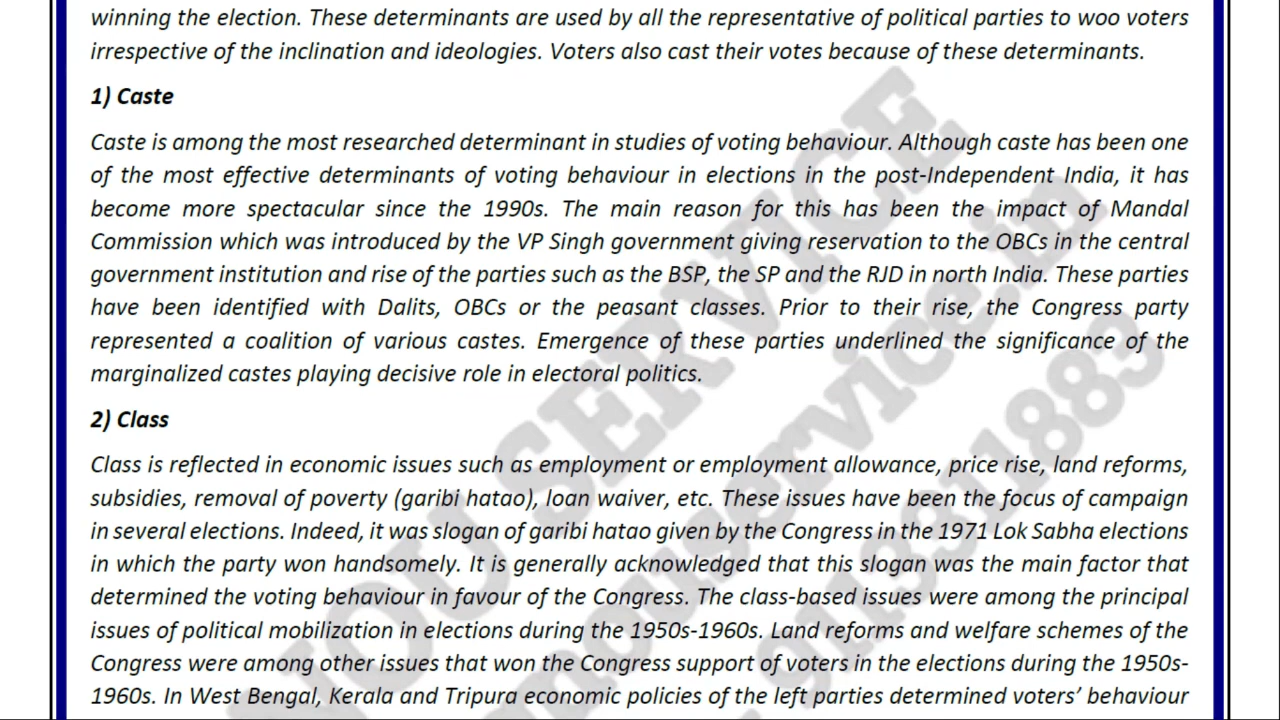 winning the election. These determinants are used by all the representative of political parties to woo voters
irrespective of the inclination and ideologies. Voters also cast their votes because of these determinants.
1) Caste
Caste is among the most researched determinant in studies of voting behaviour. Although caste has been one
of the most effective determinants of voting behaviour in elections in the post-Independent India, it has
become more spectacular since the 1990s. The main reason for this has been the impact of Mandal
Commission which was introduced by the VP Singh government giving reservation to the OBCs in the central
government institution and rise of the parties such as the BSP, the SP and the RJD in north India. These parties
have been identified with Dalits, OBCs or the peasant classes. Prior to their rise, the Congress party
represented a coalition of various castes. Emergence of these parties underlined the significance of the
marginalized castes playing decisive role in electoral politics.
2) Class
Class is reflected in economic issues such as employment or employment allowance, price rise, land reforms,
subsidies, removal of poverty (garibi hatao), loan waiver, etc. These issues have been the focus of campaign
in several elections. Indeed, it was slogan of garibi hatao given by the Congress in the 1971 Lok Sabha elections
in which the party won handsomely. It is generally acknowledged that this slogan was the main factor that
determined the voting behaviour in favour of the Congress. The class-based issues were among the principal
issues of political mobilization in elections during the 1950s-1960s. Land reforms and welfare schemes of the
Congress were among other issues that won the Congress support of voters in the elections during the 1950s-
1960s. In West Bengal, Kerala and Tripura economic policies of the left parties determined voters' behaviour
NOU SERVICE
nouservice.in
9113311883